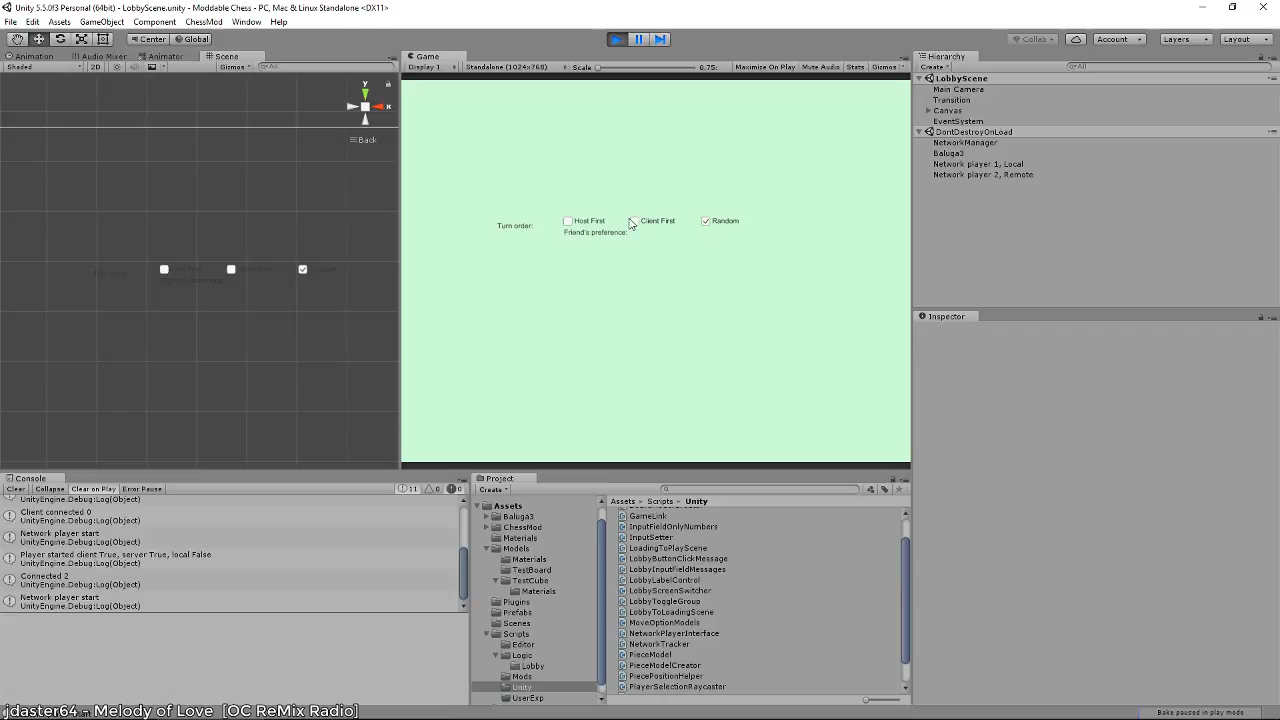 Unity 5.5.0f3 Personal (64bit) - LobbyScene.unity - Moddable Chess - PC, Mac & Linux Standalone <DX11>
File Edit Assets GameObject Component ChessMod Window Help
Center Global
Collab Account Layers Layout
Animation Audio Mixer Animator Scene
Game
Hierarchy
Shaded 2D Gizmos All
Display 1 Standalone (1024x768) Scale 0.75: Maximize On Play Mute Audio Stats Gizmos
Create All
y
x
Back
LobbyScene
Main Camera
Transition
Canvas
EventSystem
DontDestroyOnLoad
NetworkManager
Baluga3
Network player 1, Local
Network player 2, Remote
Turn order: Host First Client First Random
Friend's preference:
Inspector
Console
Clear Collapse Clear on Play Error Pause 11 0 0
UnityEngine.Debug:Log(Object)
Client connected 0
UnityEngine.Debug:Log(Object)
Network player start
UnityEngine.Debug:Log(Object)
Player started client True, server True, local False
UnityEngine.Debug:Log(Object)
Connected 2
UnityEngine.Debug:Log(Object)
Network player start
UnityEngine.Debug:Log(Object)
Project
Create
Assets
Baluga3
ChessMod
Materials
Models
Materials
TestBoard
TestCube
Materials
Plugins
Prefabs
Scenes
Scripts
Editor
Logic
Lobby
Mods
Unity
UserExp
Assets Scripts Unity
GameLink
InputFieldOnlyNumbers
InputSetter
LoadingToPlayScene
LobbyButtonClickMessage
LobbyInputFieldMessages
LobbyLabelControl
LobbyScreenSwitcher
LobbyToggleGroup
LobbyToLoadingScene
MoveOptionModels
NetworkPlayerInterface
NetworkTracker
PieceModel
PieceModelCreator
PiecePositionHelper
PlayerSelectionRaycaster
jdaster64 - Melody of Love [OC ReMix Radio]
Bake paused in play mode